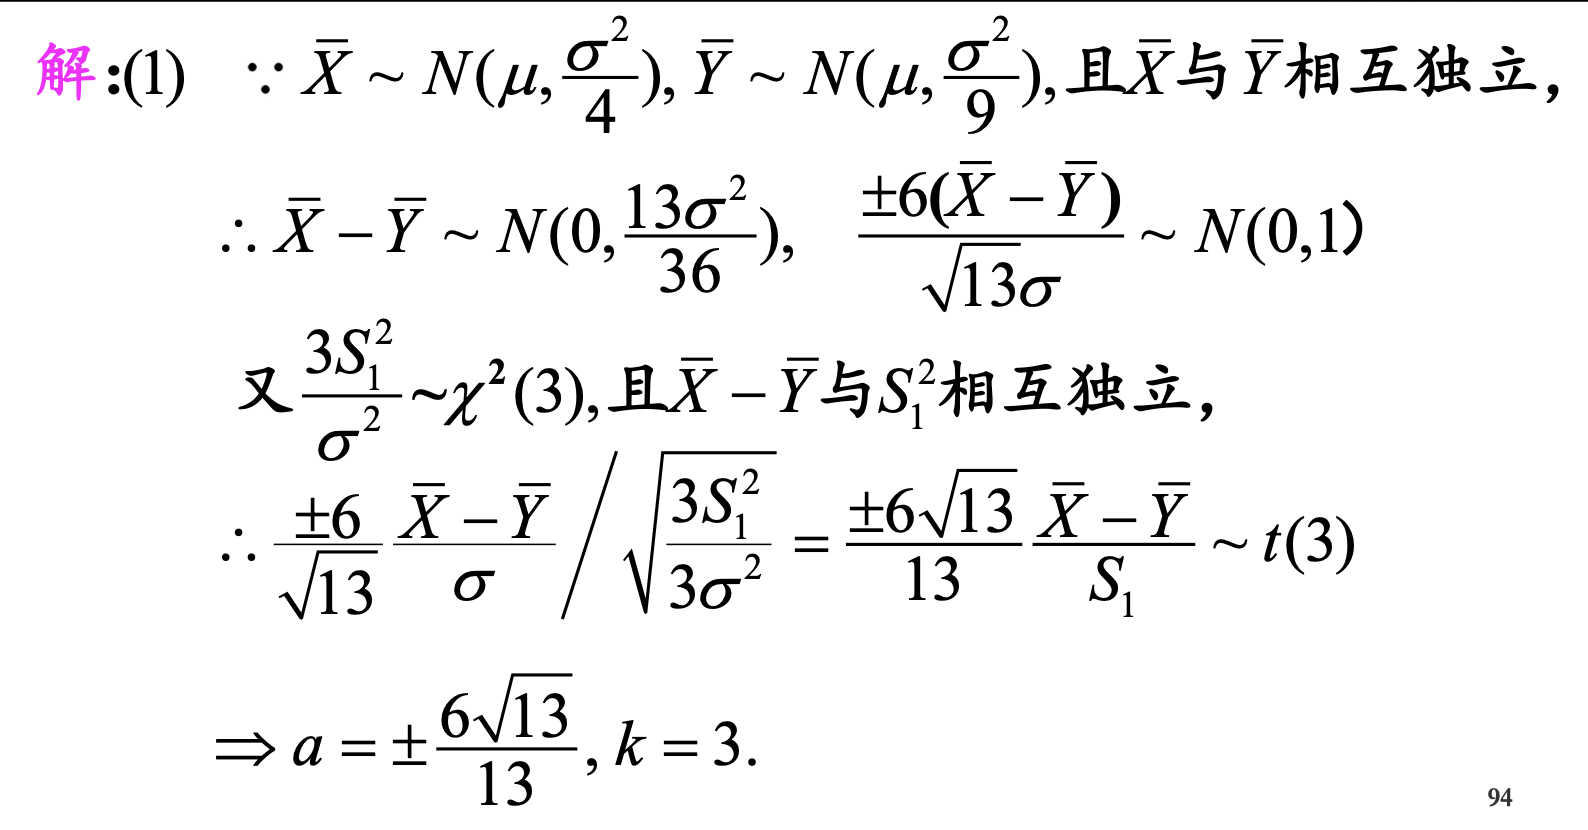 解:(1) ∵ X̄ ~ N(μ, σ²/4), Ȳ ~ N(μ, σ²/9), 且X̄与Ȳ相互独立,
∴ X̄ − Ȳ ~ N(0, 13σ²/36), ±6(X̄ − Ȳ)/(√13σ) ~ N(0,1)
又 3S₁²/σ² ~ χ²(3), 且X̄ − Ȳ与S₁²相互独立,
∴ ±6/√13 (X̄ − Ȳ)/σ / √(3S₁²/3σ²) = ±6√13/13 (X̄ − Ȳ)/S₁ ~ t(3)
⇒ a = ± 6√13/13, k = 3.
94